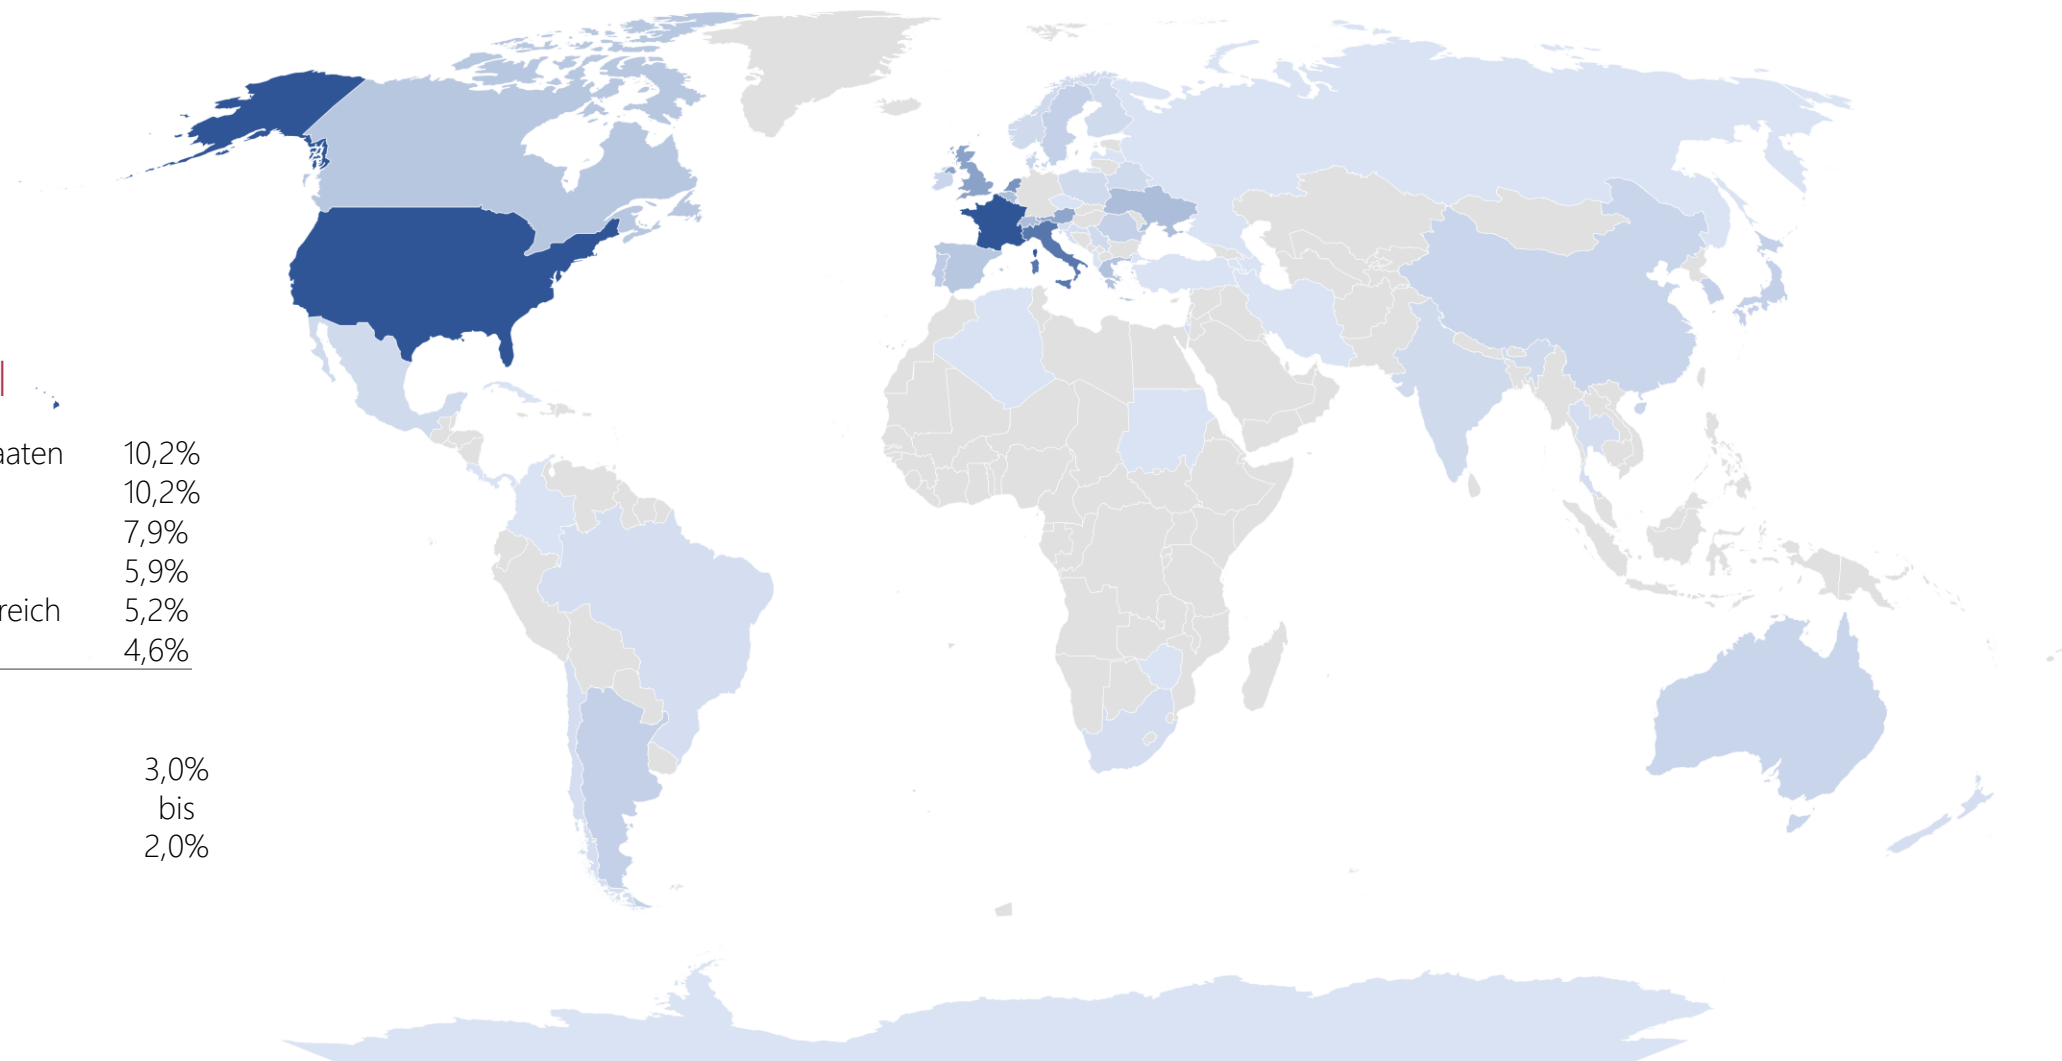 aaten 10,2%
10,2%
7,9%
5,9%
reich 5,2%
4,6%
3,0%
bis
2,0%